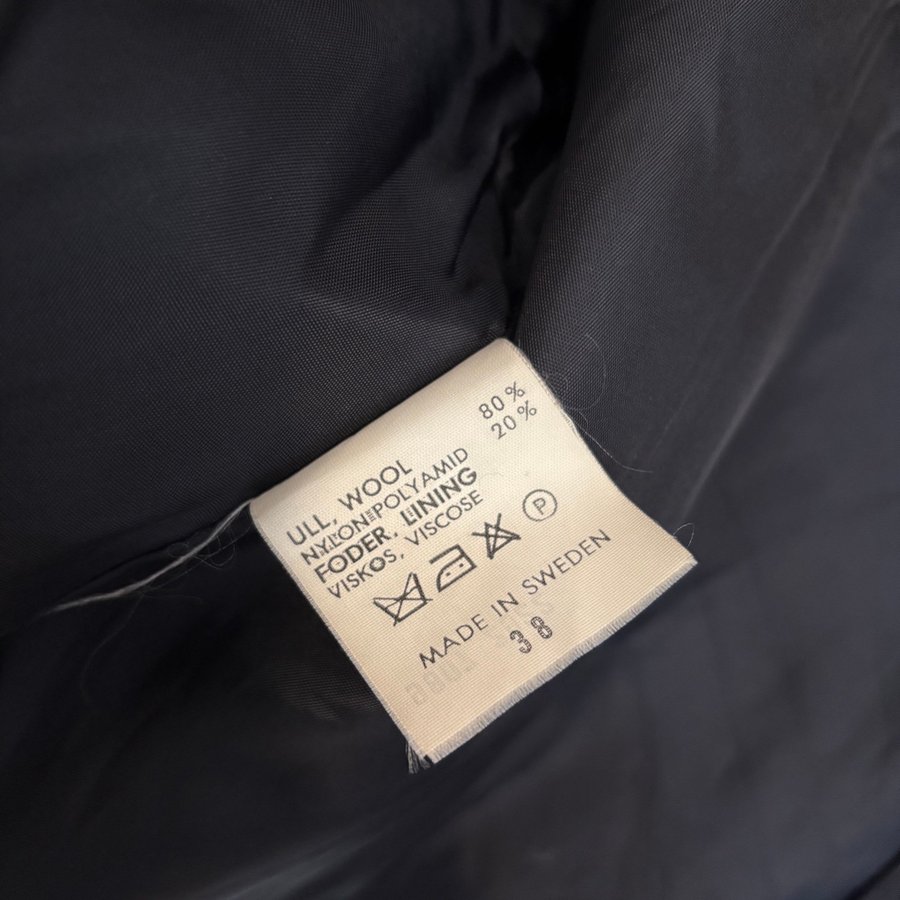 ULL, WOOL 80%
NYLON=POLYAMID 20%
FODER, LINING
VISKOS, VISCOSE
P
MADE IN SWEDEN
38